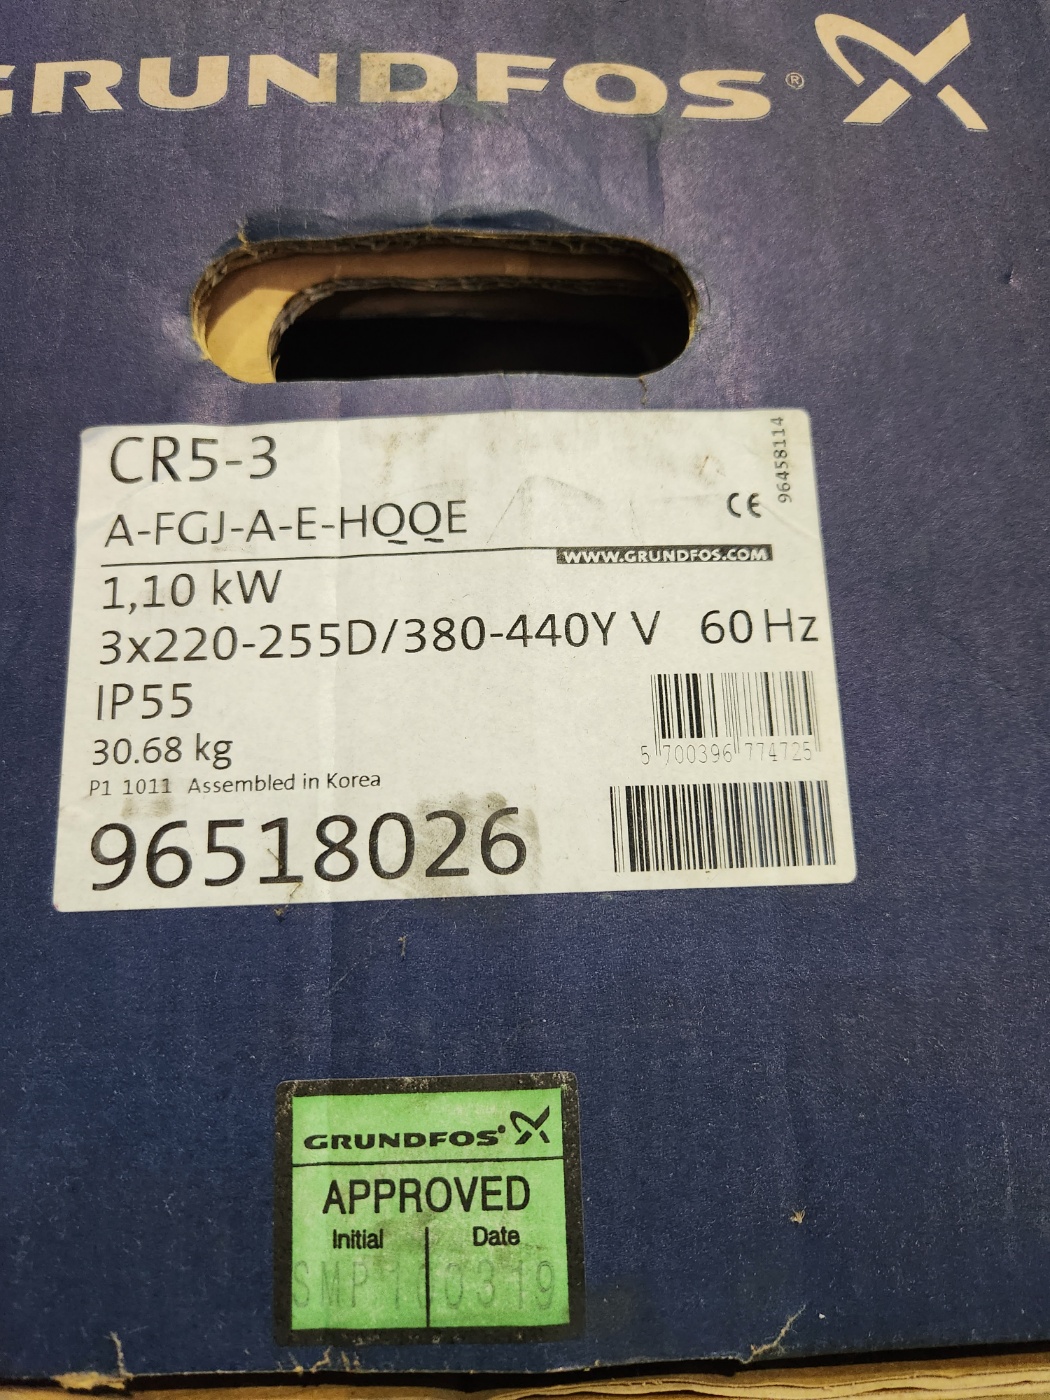 GRUNDFOS®
CR5-3
96458114
A-FGJ-A-E-HQQE
CE
WWW.GRUNDFOS.COM
1,10 kW
3x220-255D/380-440Y V 60 Hz
IP55
30.68 kg
5 700396 774725
P1 1011 Assembled in Korea
96518026
GRUNDFOS
APPROVED
Initial Date